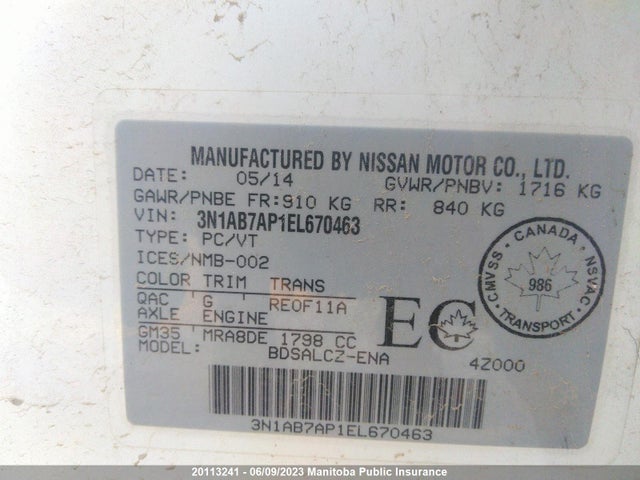 MANUFACTURED BY NISSAN MOTOR CO., LTD.
DATE: 05/14 GVWR/PNBV: 1716 KG
GAWR/PNBE FR:910 KG RR: 840 KG
VIN: 3N1AB7AP1EL670463
TYPE: PC/VT
ICES/NMB-002
COLOR TRIM TRANS
QAC G RE0F11A
AXLE ENGINE
GM35 MRA8DE 1798 CC
MODEL: BDSALCZ-ENA
EC
CANADA
CMVSS
NSVAC
986
TRANSPORT
4Z000
3N1AB7AP1EL670463
20113241 - 06/09/2023 Manitoba Public Insurance